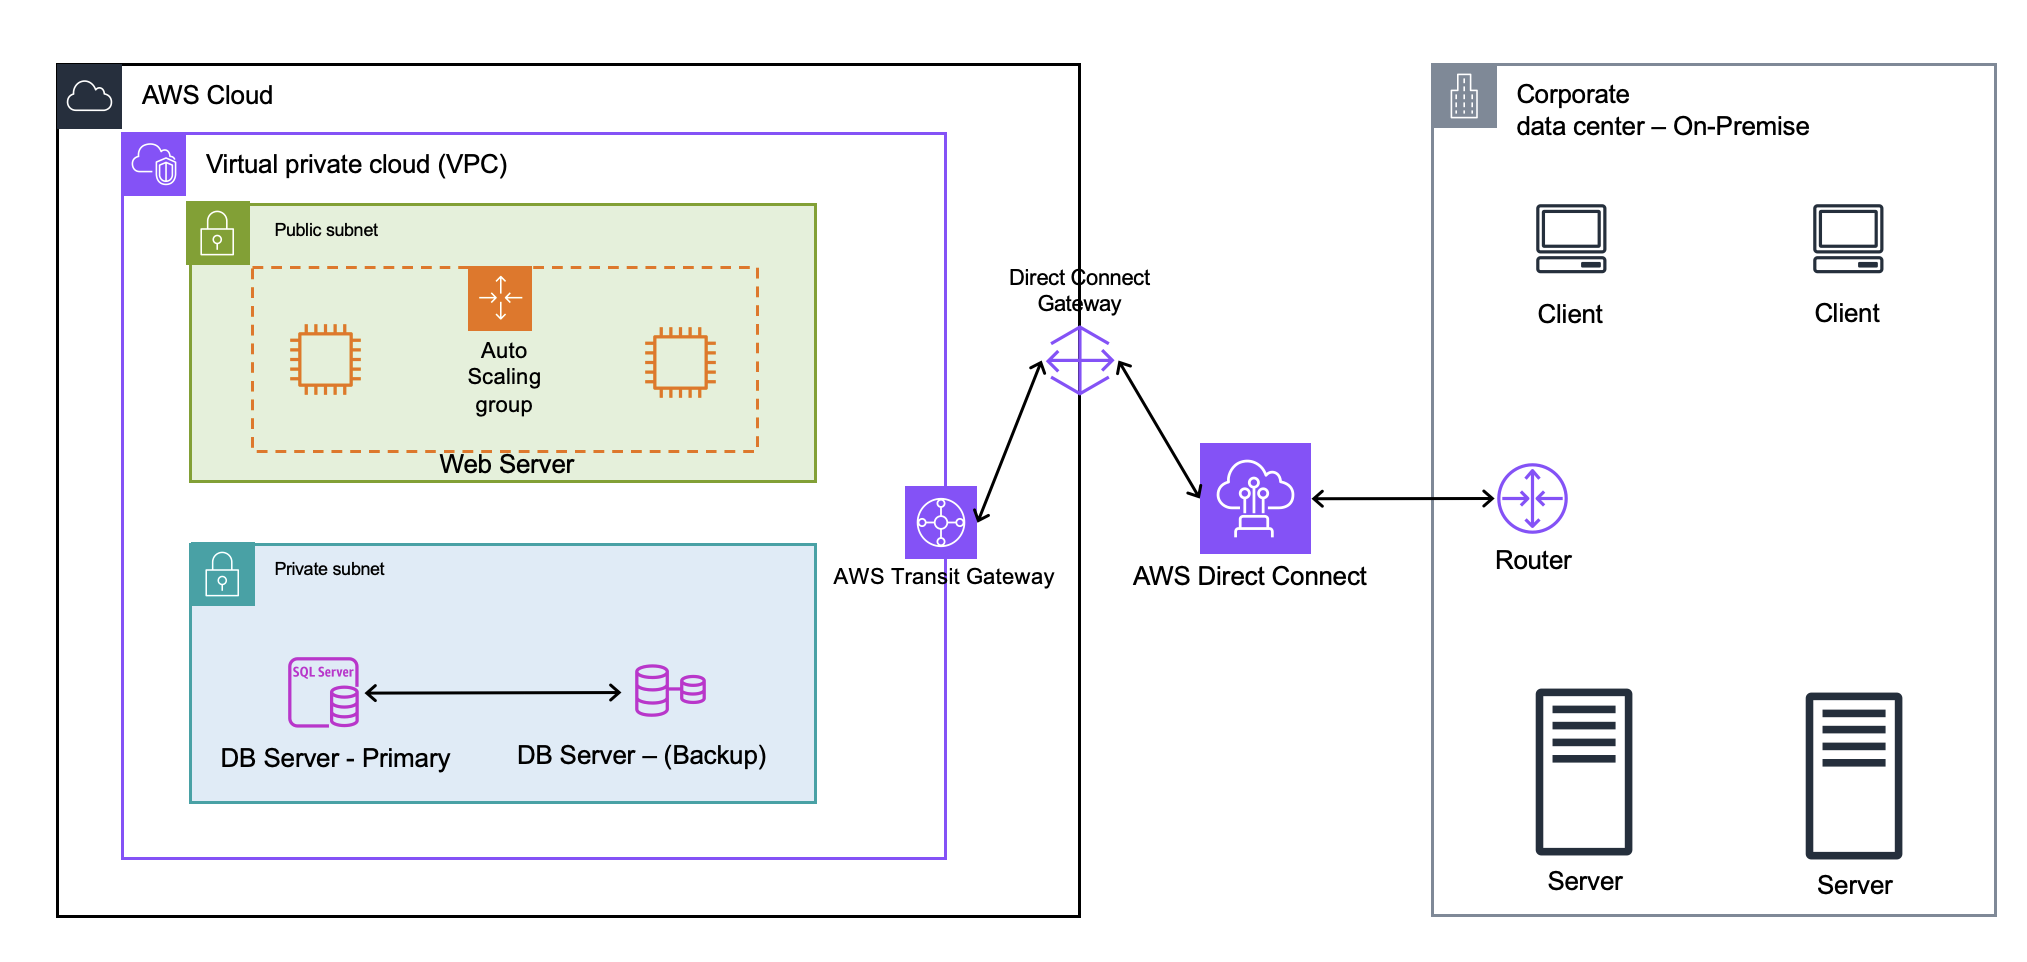 AWS Cloud
Virtual private cloud (VPC)
Public subnet
Auto
Scaling
group
Web Server
Private subnet
SQL Server
DB Server - Primary
DB Server – (Backup)
AWS Transit Gateway
Direct Connect
Gateway
AWS Direct Connect
Corporate
data center – On-Premise
Client
Client
Router
Server
Server